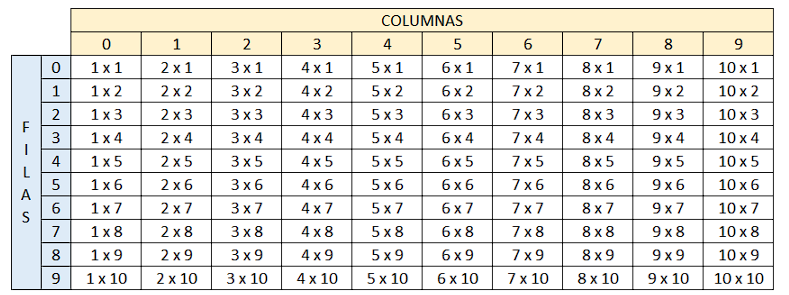 COLUMNAS
0 1 2 3 4 5 6 7 8 9
FILAS
0 1 x 1 2 x 1 3 x 1 4 x 1 5 x 1 6 x 1 7 x 1 8 x 1 9 x 1 10 x 1
1 1 x 2 2 x 2 3 x 2 4 x 2 5 x 2 6 x 2 7 x 2 8 x 2 9 x 2 10 x 2
2 1 x 3 2 x 3 3 x 3 4 x 3 5 x 3 6 x 3 7 x 3 8 x 3 9 x 3 10 x 3
3 1 x 4 2 x 4 3 x 4 4 x 4 5 x 4 6 x 4 7 x 4 8 x 4 9 x 4 10 x 4
4 1 x 5 2 x 5 3 x 5 4 x 5 5 x 5 6 x 5 7 x 5 8 x 5 9 x 5 10 x 5
5 1 x 6 2 x 6 3 x 6 4 x 6 5 x 6 6 x 6 7 x 6 8 x 6 9 x 6 10 x 6
6 1 x 7 2 x 7 3 x 7 4 x 7 5 x 7 6 x 7 7 x 7 8 x 7 9 x 7 10 x 7
7 1 x 8 2 x 8 3 x 8 4 x 8 5 x 8 6 x 8 7 x 8 8 x 8 9 x 8 10 x 8
8 1 x 9 2 x 9 3 x 9 4 x 9 5 x 9 6 x 9 7 x 9 8 x 9 9 x 9 10 x 9
9 1 x 10 2 x 10 3 x 10 4 x 10 5 x 10 6 x 10 7 x 10 8 x 10 9 x 10 10 x 10